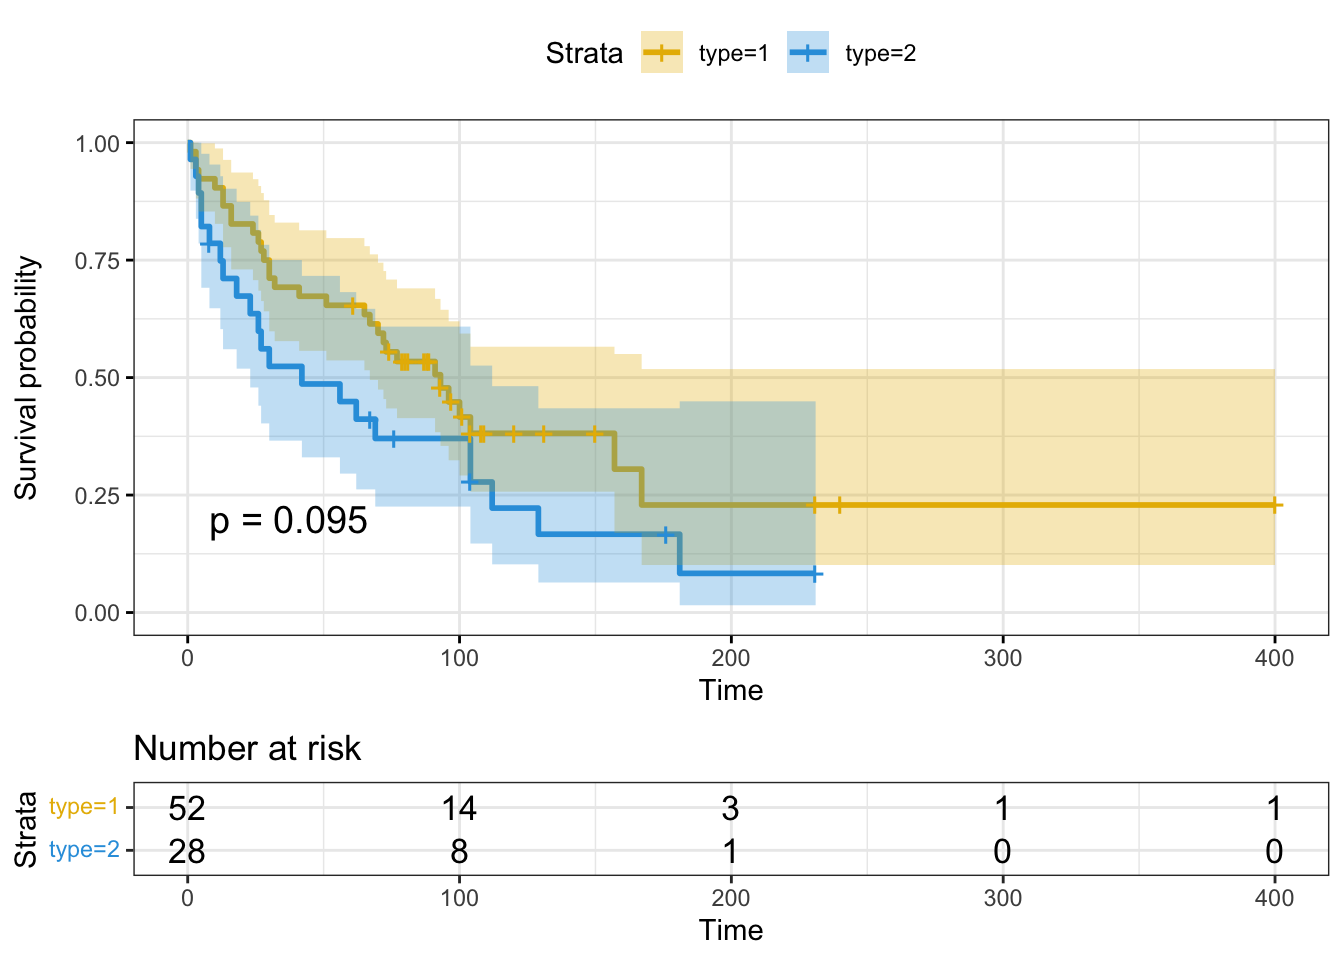 Strata type=1 type=2
1.00
0.75
0.50
0.25
0.00
Survival probability
p = 0.095
0 100 200 300 400
Time
Number at risk
Strata
type=1 52 14 3 1 1
type=2 28 8 1 0 0
0 100 200 300 400
Time